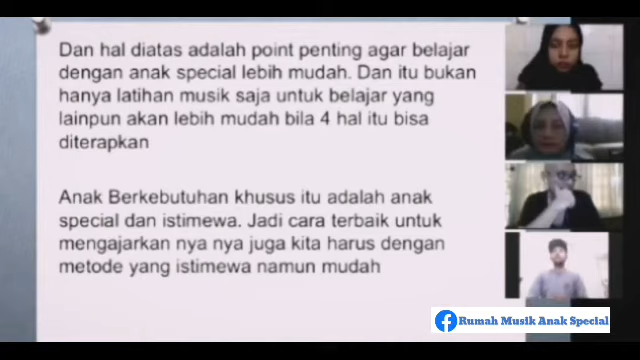 Dan hal diatas adalah point penting agar belajar
dengan anak special lebih mudah. Dan itu bukan
hanya latihan musik saja untuk belajar yang
lainpun akan lebih mudah bila 4 hal itu bisa
diterapkan
Anak Berkebutuhan khusus itu adalah anak
special dan istimewa. Jadi cara terbaik untuk
mengajarkan nya nya juga kita harus dengan
metode yang istimewa namun mudah
Rumah Musik Anak Special